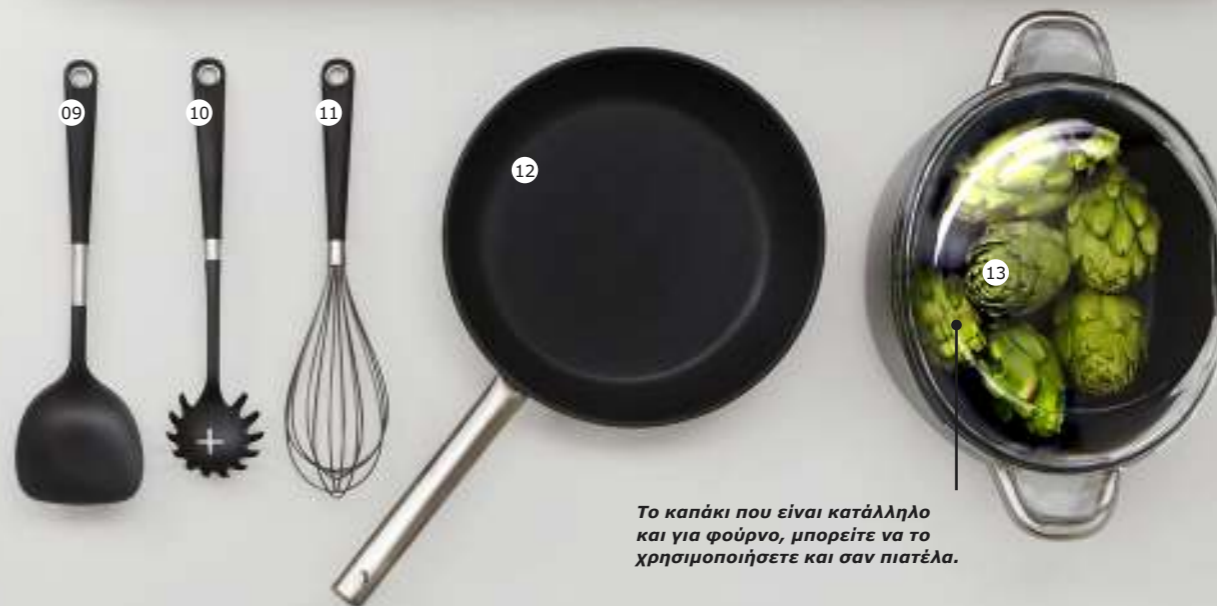 09
10
11
12
13
Το καπάκι που είναι κατάλληλο
και για φούρνο, μπορείτε να το
χρησιμοποιήσετε και σαν πιατέλα.